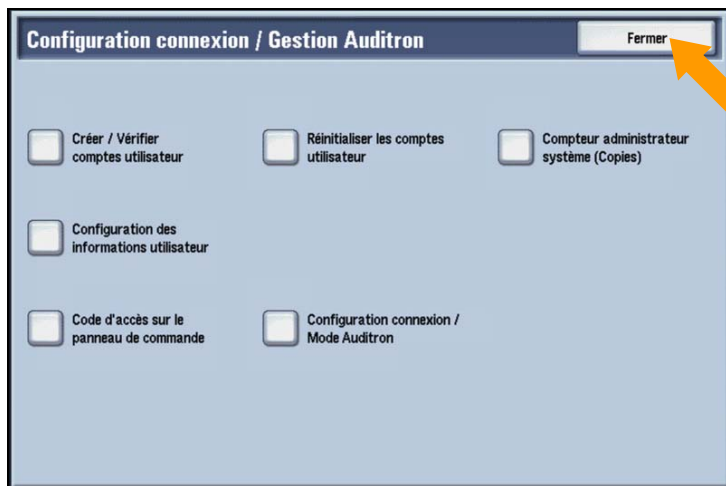 Configuration connexion / Gestion Auditron
Fermer
Créer / Vérifier
comptes utilisateur
Réinitialiser les comptes
utilisateur
Compteur administrateur
système (Copies)
Configuration des
informations utilisateur
Code d'accès sur le
panneau de commande
Configuration connexion /
Mode Auditron